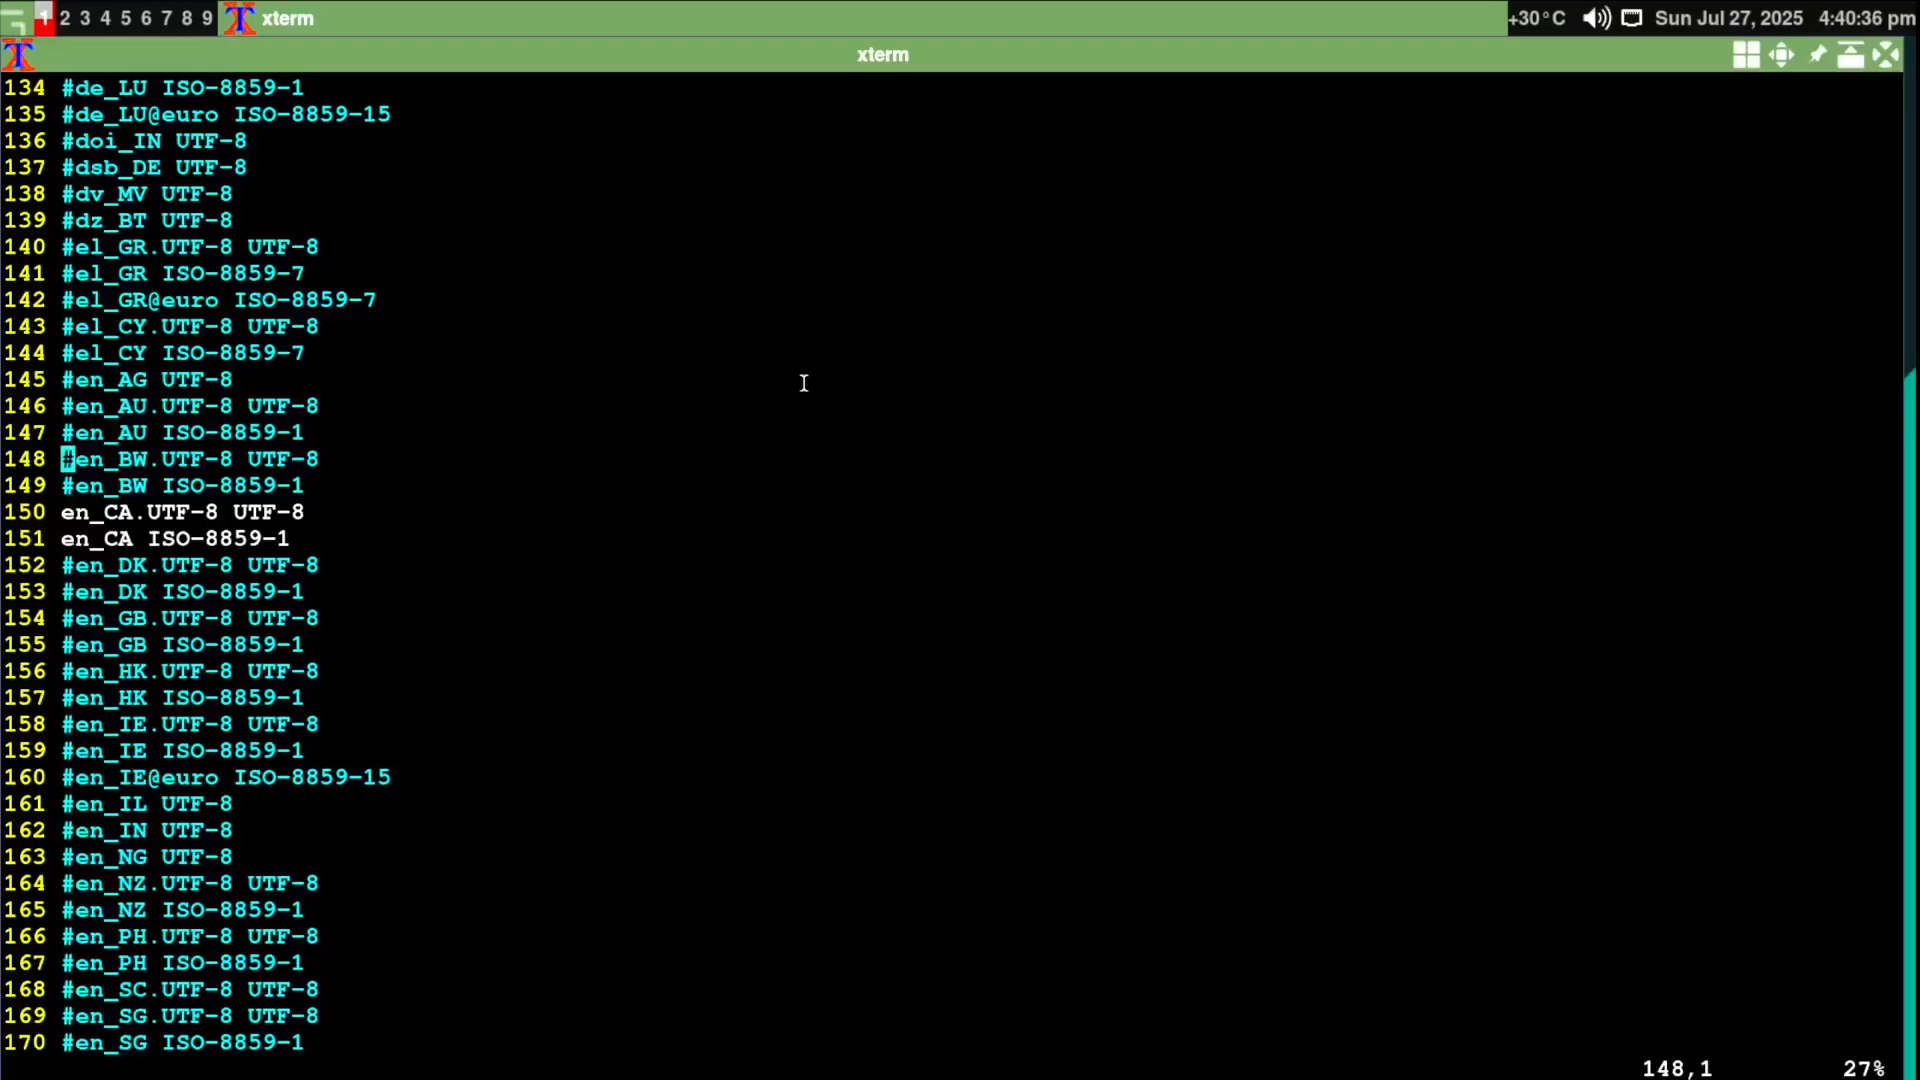 1 2 3 4 5 6 7 8 9 xterm +30°C Sun Jul 27, 2025 4:40:36 pm
xterm
134 #de_LU ISO-8859-1
135 #de_LU@euro ISO-8859-15
136 #doi_IN UTF-8
137 #dsb_DE UTF-8
138 #dv_MV UTF-8
139 #dz_BT UTF-8
140 #el_GR.UTF-8 UTF-8
141 #el_GR ISO-8859-7
142 #el_GR@euro ISO-8859-7
143 #el_CY.UTF-8 UTF-8
144 #el_CY ISO-8859-7
145 #en_AG UTF-8
146 #en_AU.UTF-8 UTF-8
147 #en_AU ISO-8859-1
148 #en_BW.UTF-8 UTF-8
149 #en_BW ISO-8859-1
150 en_CA.UTF-8 UTF-8
151 en_CA ISO-8859-1
152 #en_DK.UTF-8 UTF-8
153 #en_DK ISO-8859-1
154 #en_GB.UTF-8 UTF-8
155 #en_GB ISO-8859-1
156 #en_HK.UTF-8 UTF-8
157 #en_HK ISO-8859-1
158 #en_IE.UTF-8 UTF-8
159 #en_IE ISO-8859-1
160 #en_IE@euro ISO-8859-15
161 #en_IL UTF-8
162 #en_IN UTF-8
163 #en_NG UTF-8
164 #en_NZ.UTF-8 UTF-8
165 #en_NZ ISO-8859-1
166 #en_PH.UTF-8 UTF-8
167 #en_PH ISO-8859-1
168 #en_SC.UTF-8 UTF-8
169 #en_SG.UTF-8 UTF-8
170 #en_SG ISO-8859-1
148,1 27%